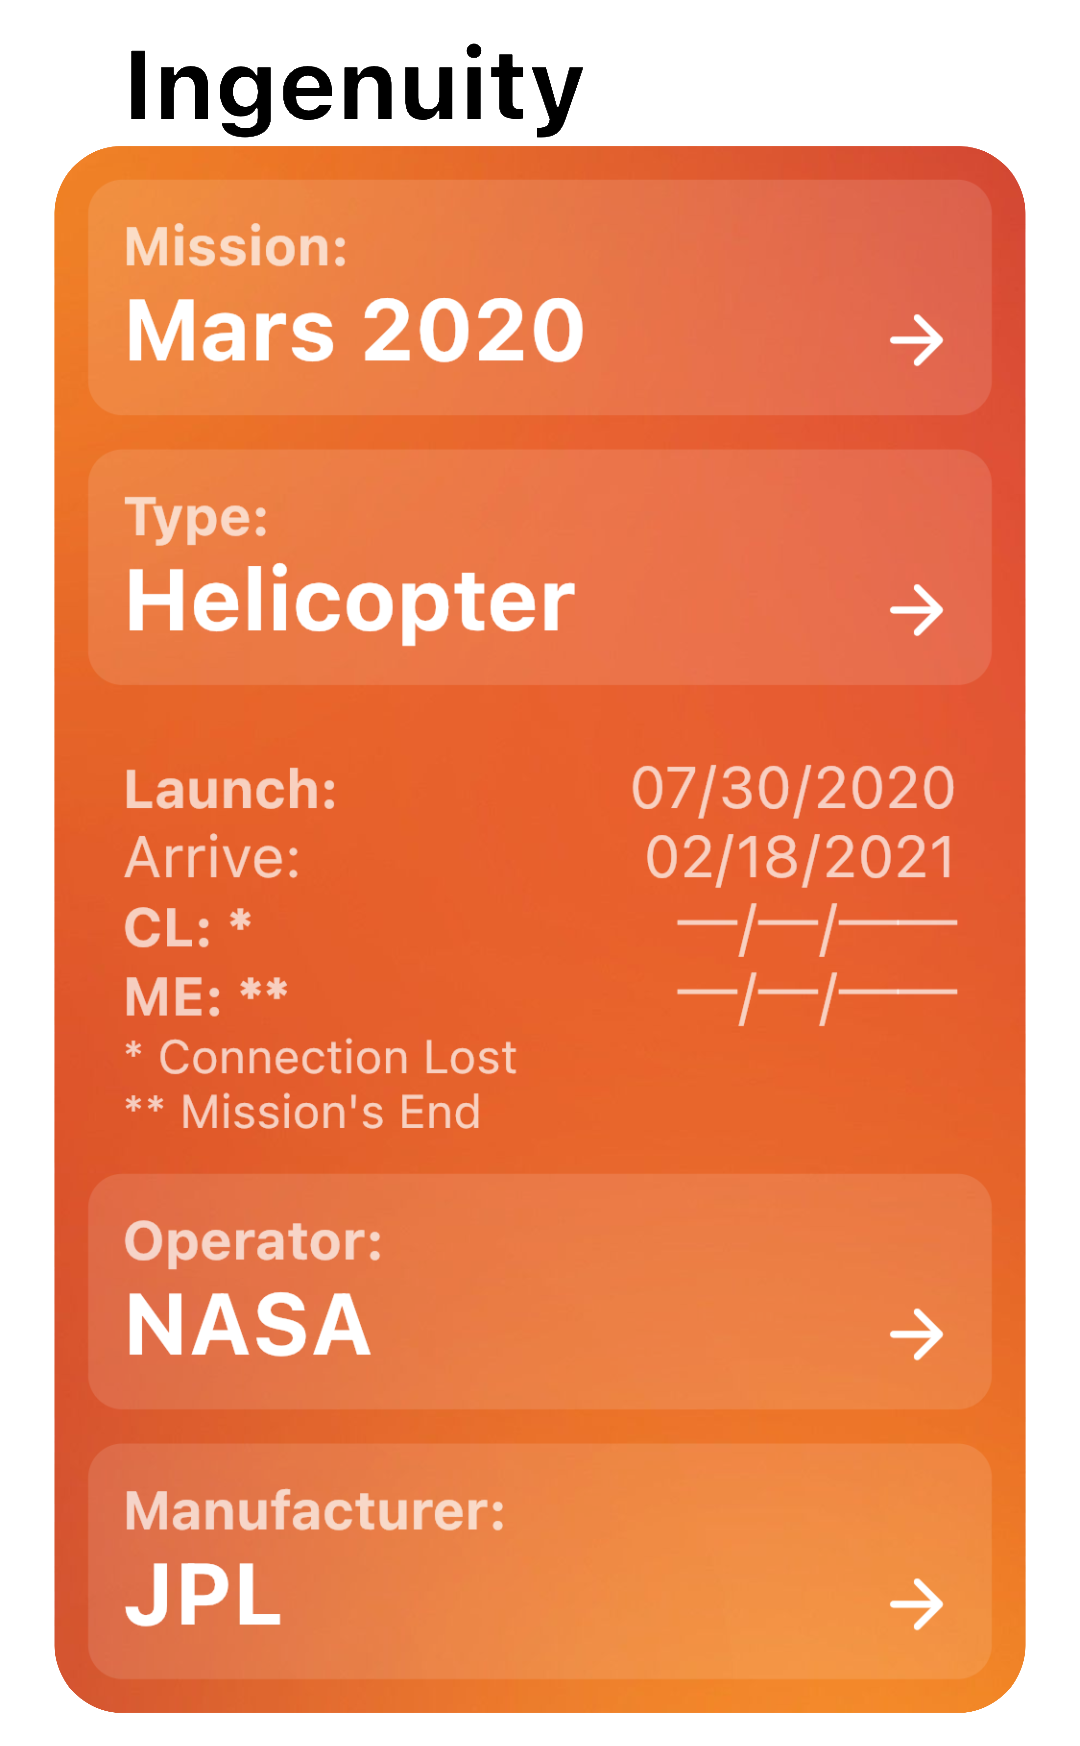 Ingenuity
Mission:
Mars 2020
Type:
Helicopter
Launch: 07/30/2020
Arrive: 02/18/2021
CL: * —/—/——
ME: ** —/—/——
* Connection Lost
** Mission's End
Operator:
NASA
Manufacturer:
JPL